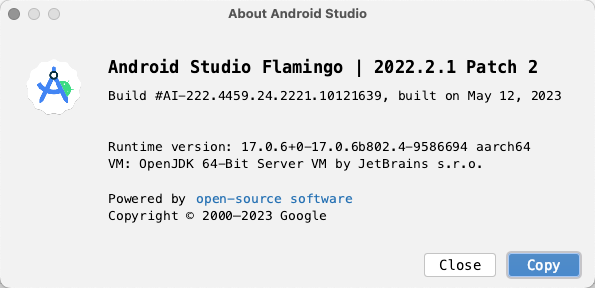 About Android Studio
Android Studio Flamingo | 2022.2.1 Patch 2
Build #AI-222.4459.24.2221.10121639, built on May 12, 2023
Runtime version: 17.0.6+0-17.0.6b802.4-9586694 aarch64
VM: OpenJDK 64-Bit Server VM by JetBrains s.r.o.
Powered by open-source software
Copyright © 2000–2023 Google
Close Copy